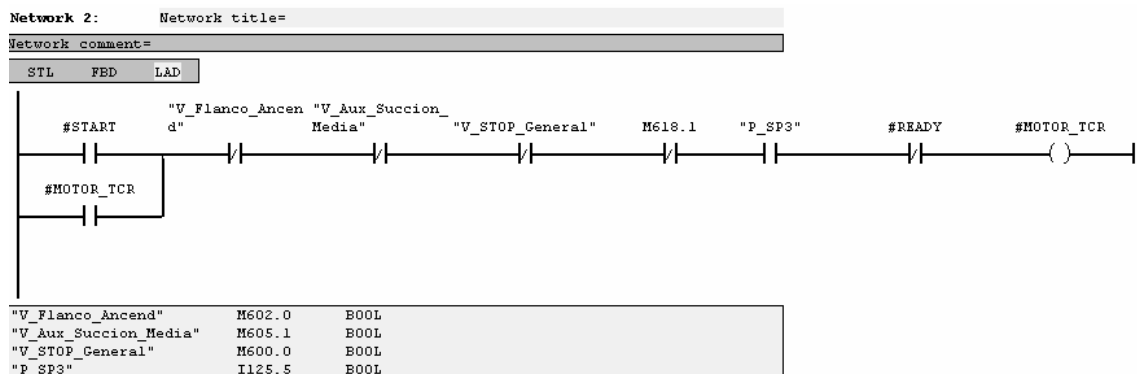 Network 2: Network title=
Network comment=
STL FBD LAD
"V_Flanco_Ancen "V_Aux_Succion_
#START d" Media" "V_STOP_General" M618.1 "P_SP3" #READY #MOTOR_TCR
#MOTOR_TCR
"V_Flanco_Ancend" M602.0 BOOL
"V_Aux_Succion_Media" M605.1 BOOL
"V_STOP_General" M600.0 BOOL
"P_SP3" I125.5 BOOL